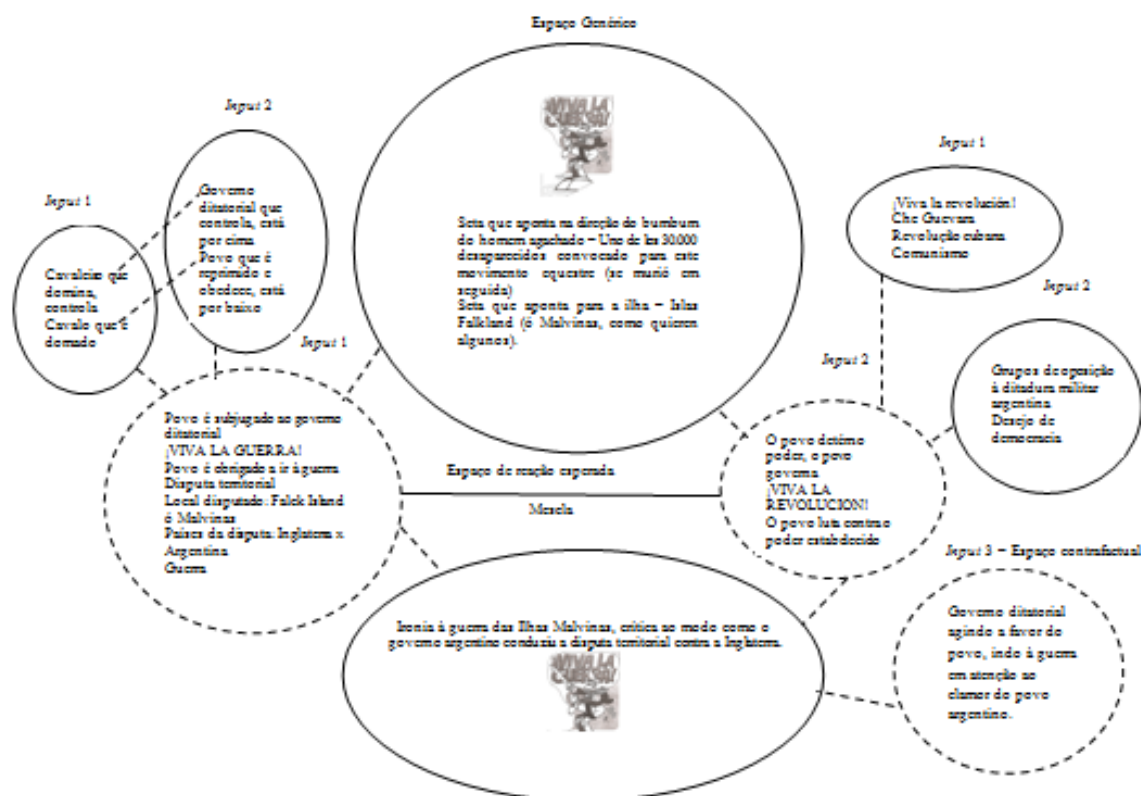 Espaço Genérico
¡VIVA LA
Seta que aponta na direção do bumbum
do homem agachado – Uno de los 30.000
desaparecidos convocado para este
movimento equestre (se murió em
seguida)
Seta que aponta para a ilha – Islas
Falkland (ó Malvinas, como quieren
algunos).
Input 2
Governo
ditatorial que
controla, está
por cima
Povo que é
reprimido e
obedece, está
por baixo
Input 1
Cavaleiro que
domina,
controla
Cavalo que é
domado
Input 1
Povo é subjugado ao governo
ditatorial
¡VIVA LA GUERRA!
Povo é obrigado a ir à guerra
Disputa territorial
Local disputado: Falck Island
ó Malvinas
Países da disputa: Inglaterra x
Argentina
Guerra
Espaço de reação esperada
Mescla
Input 1
¡Viva la revolución!
Che Guevara
Revolução cubana
Comunismo
Input 2
Grupos de oposição
à ditadura militar
argentina
Desejo de
democracia
Input 2
O povo detém o
poder, o povo
governa
¡VIVA LA
REVOLUCION!
O povo luta contra o
poder estabelecido
Input 3 – Espaço contrafactual
Governo ditatorial
agindo a favor do
povo, indo à guerra
em atenção ao
clamor do povo
argentino.
Ironia à guerra das Ilhas Malvinas, crítica ao modo como o
governo argentino conduziu a disputa territorial contra a Inglaterra.
¡VIVA LA